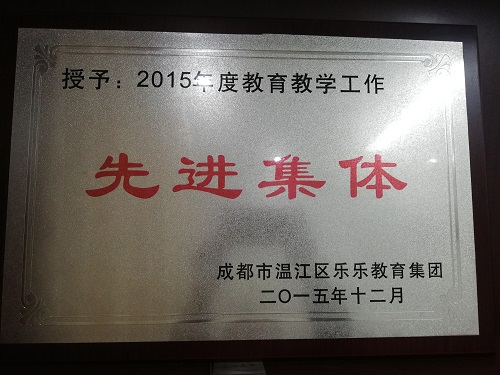 授予：2015年度教育教学工作
先进集体
成都市温江区乐乐教育集团
二〇一五年十二月